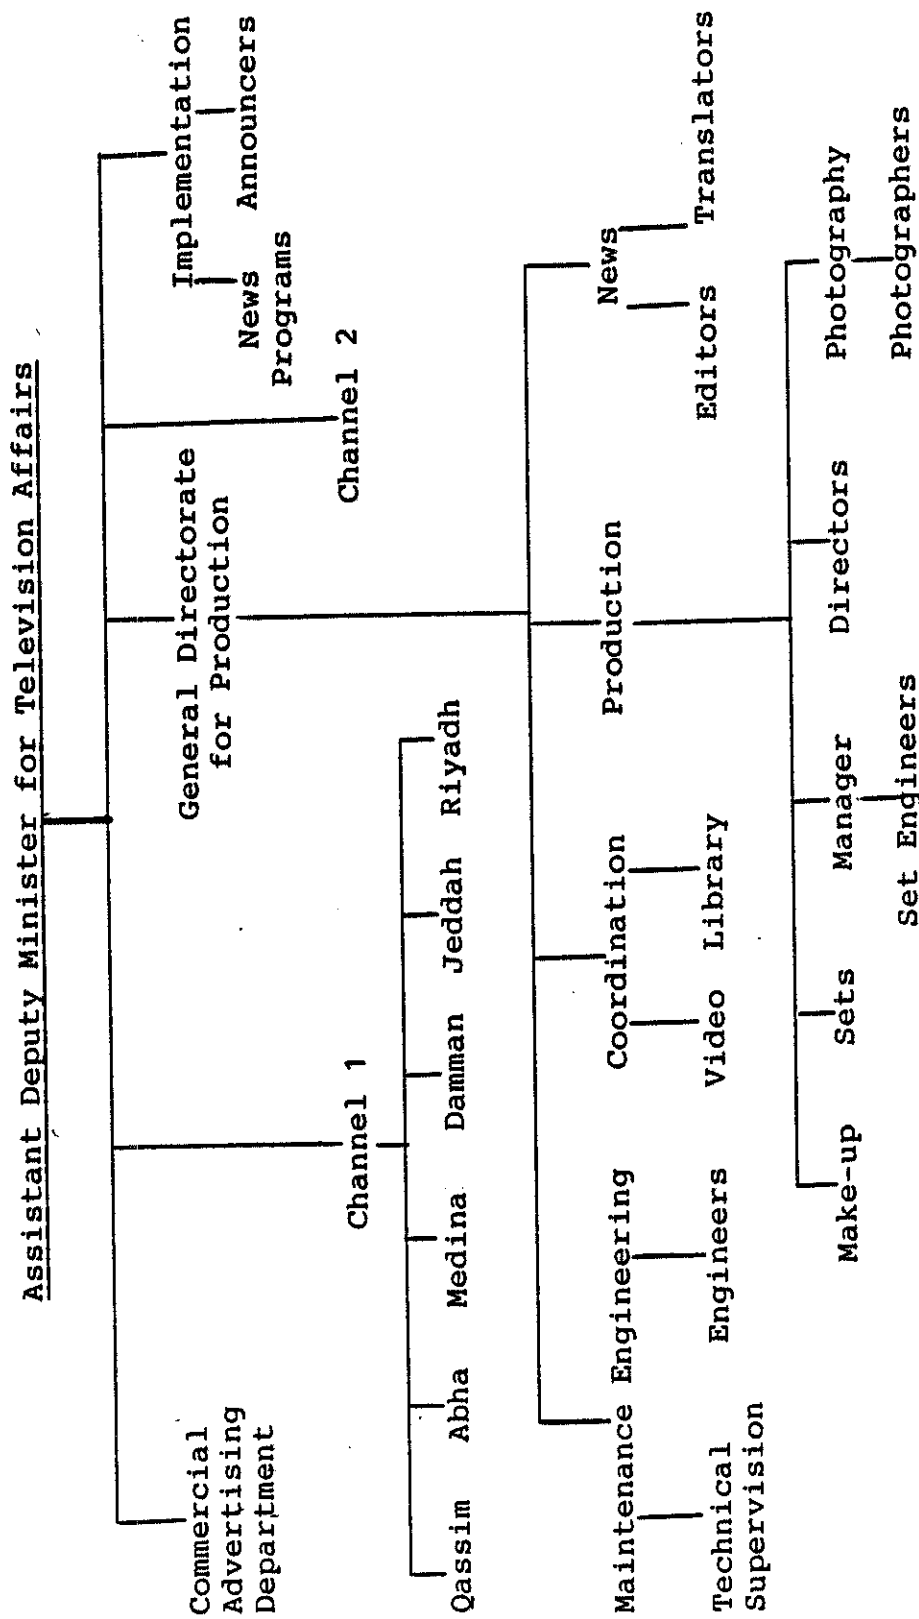 Assistant Deputy Minister for Television Affairs
Commercial
Advertising
Department
General Directorate
for Production
Implementation
News
Programs
Announcers
Channel 1
Channel 2
Qassim Abha Medina Damman Jeddah Riyadh
Maintenance Engineering Coordination Production News
Technical
Supervision
Engineers Video Library Editors Translators
Make-up Sets Manager Directors Photography
Set Engineers Photographers